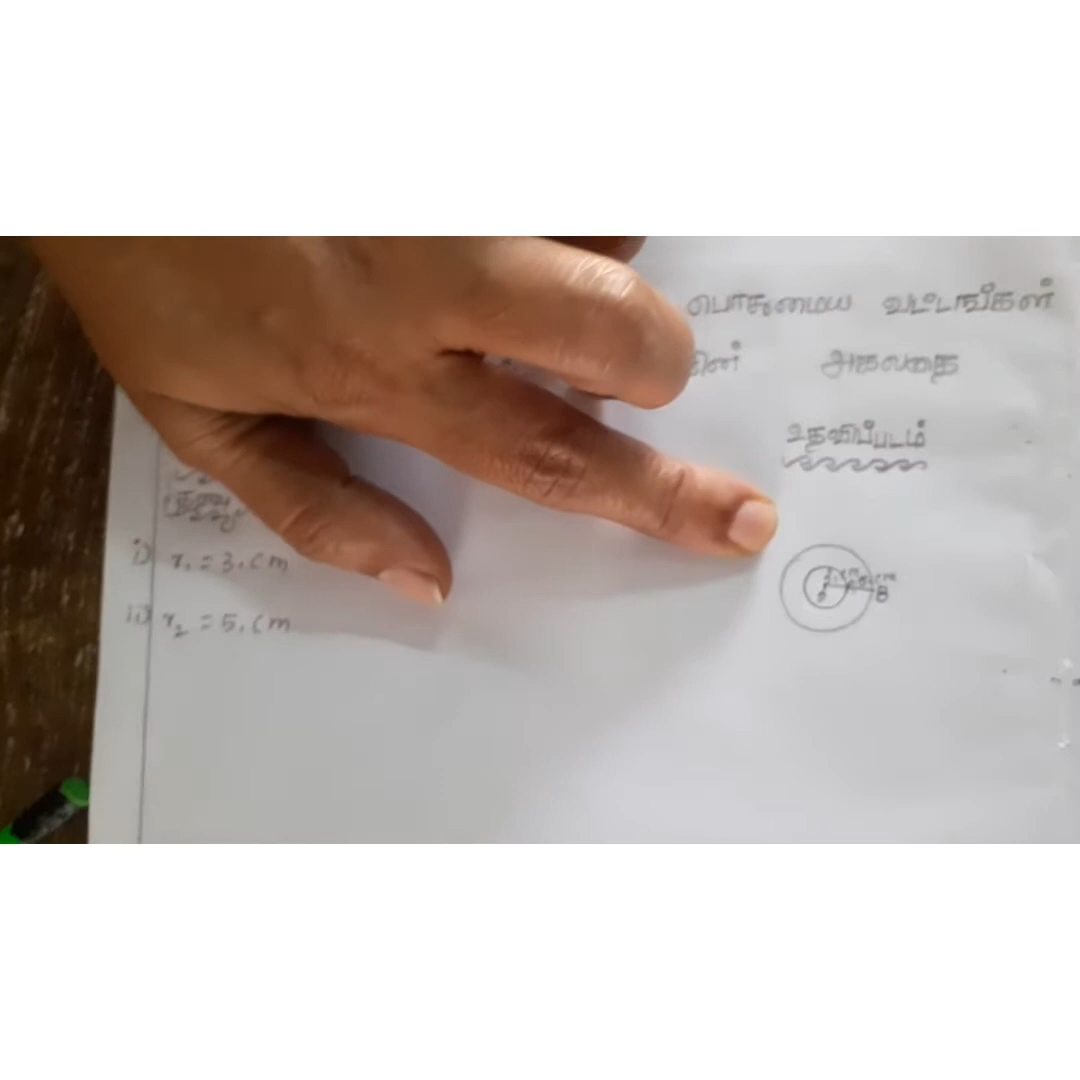 பொதுமைய வட்டங்கள்
கின் அகலதை
உதவிப்படம்
i) r₁ = 3.cm
ii) r₂ = 5.cm
B